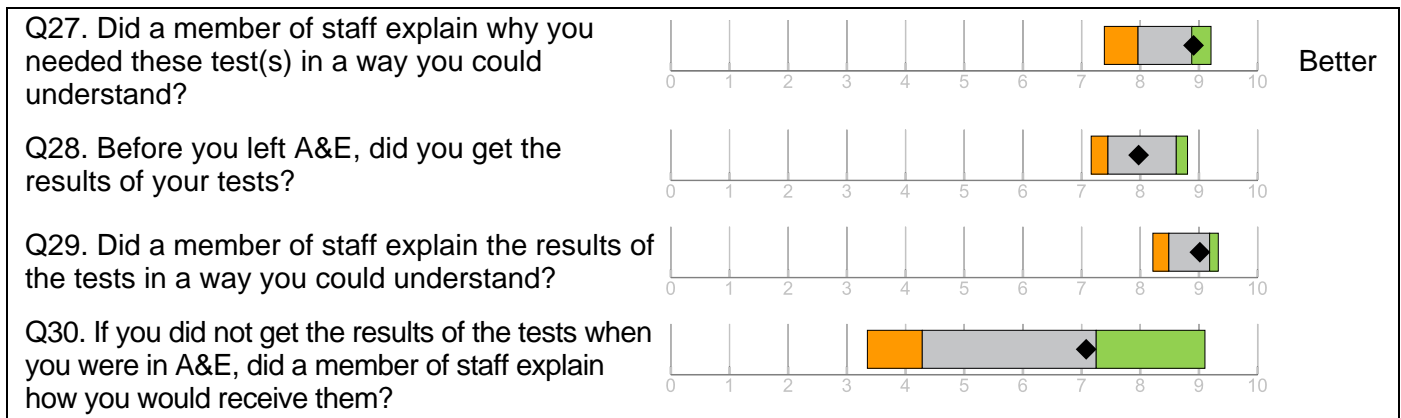 Q27. Did a member of staff explain why you
needed these test(s) in a way you could
understand?
0 1 2 3 4 5 6 7 8 9 10
Better
Q28. Before you left A&E, did you get the
results of your tests?
0 1 2 3 4 5 6 7 8 9 10
Q29. Did a member of staff explain the results of
the tests in a way you could understand?
0 1 2 3 4 5 6 7 8 9 10
Q30. If you did not get the results of the tests when
you were in A&E, did a member of staff explain
how you would receive them?
0 1 2 3 4 5 6 7 8 9 10